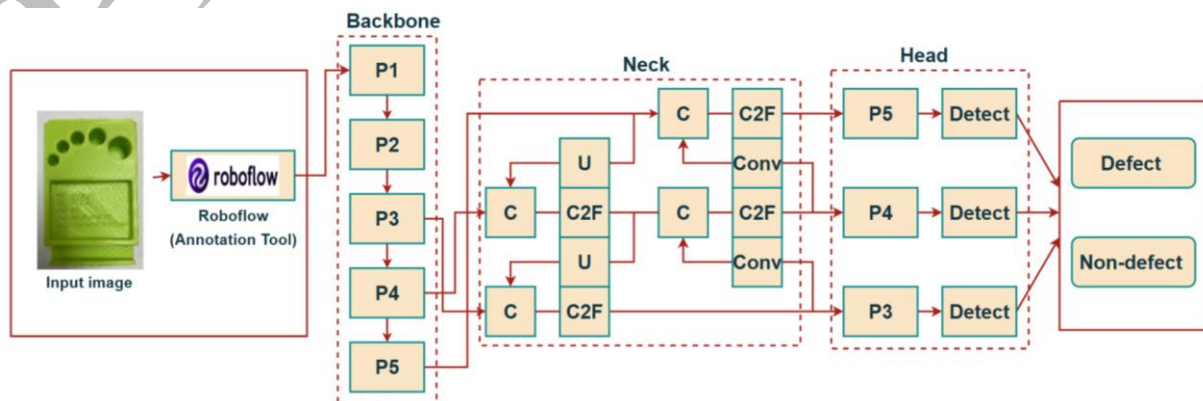 Backbone
P1
P2
P3
P4
P5
Input image
roboflow
Roboflow
(Annotation Tool)
Neck
C
C2F
U
Conv
C
C2F
C
C2F
U
Conv
C
C2F
Head
P5
Detect
P4
Detect
P3
Detect
Defect
Non-defect